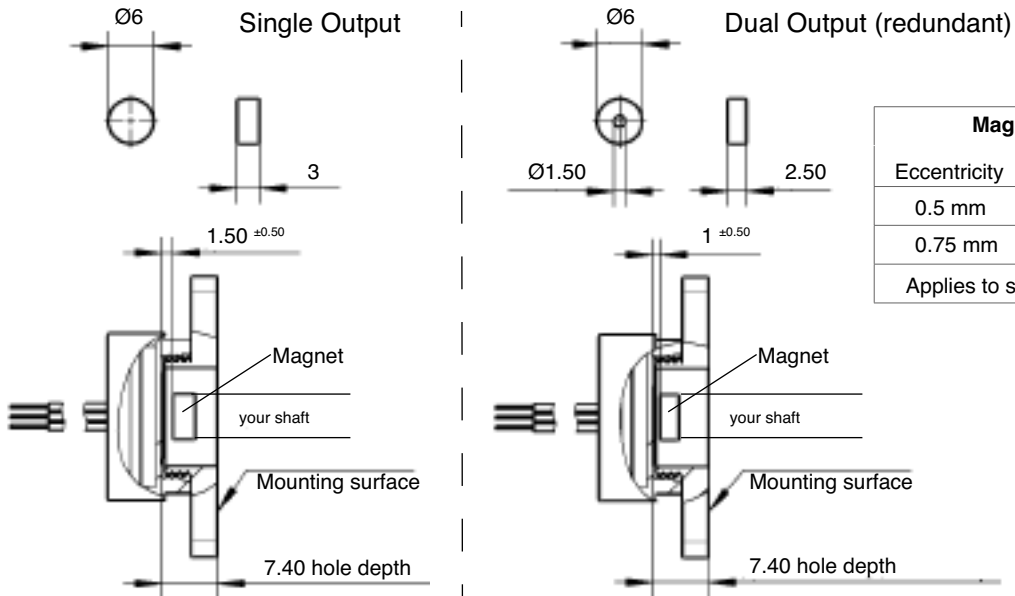 Single Output
Ø6
3
1.50 ±0.50
Magnet
your shaft
Mounting surface
7.40 hole depth
Dual Output (redundant)
Ø6
Ø1.50
2.50
1 ±0.50
Magnet
your shaft
Mounting surface
7.40 hole depth
Mag
Eccentricity
0.5 mm
0.75 mm
Applies to s